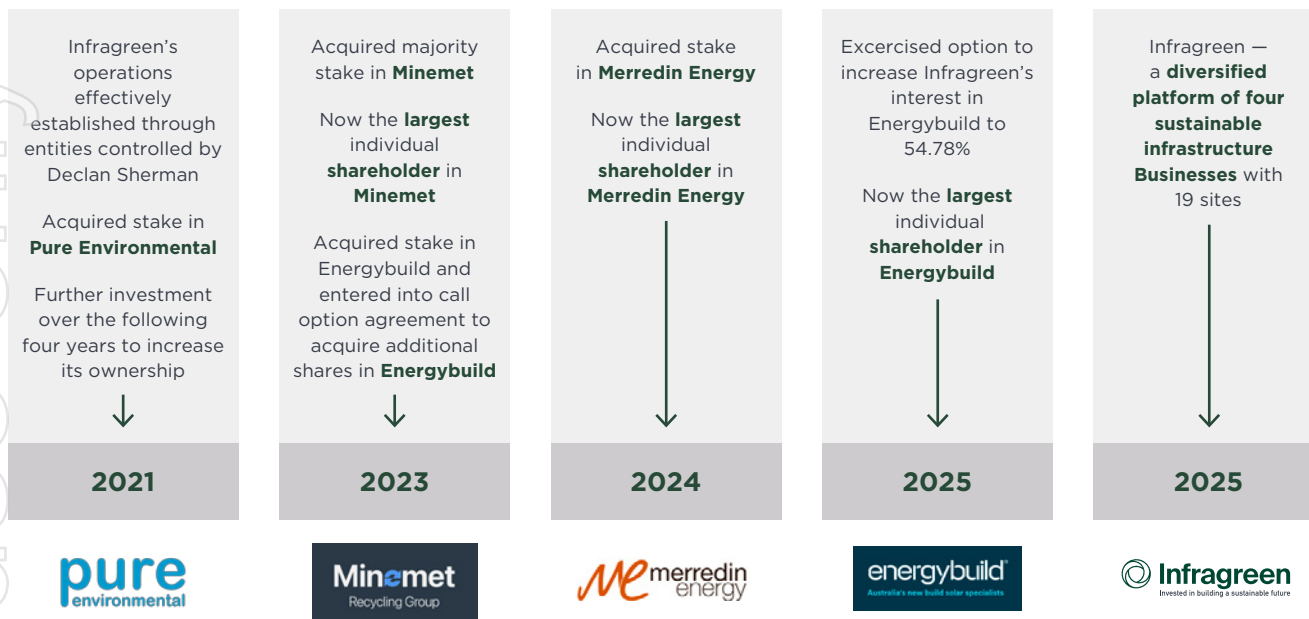 Infragreen’s
operations
effectively
established through
entities controlled by
Declan Sherman
Acquired stake in
Pure Environmental
Further investment
over the following
four years to increase
its ownership
2021
pure
environmental
Acquired majority
stake in Minemet
Now the largest
individual
shareholder in
Minemet
Acquired stake in
Energybuild and
entered into call
option agreement to
acquire additional
shares in Energybuild
2023
Minemet
Recycling Group
Acquired stake
in Merredin Energy
Now the largest
individual
shareholder in
Merredin Energy
2024
me merredin
energy
Excercised option to
increase Infragreen’s
interest in
Energybuild to
54.78%
Now the largest
individual
shareholder in
Energybuild
2025
energybuild
Australia's new build solar specialists
Infragreen —
a diversified
platform of four
sustainable
infrastructure
Businesses with
19 sites
2025
Infragreen
Invested in building a sustainable future